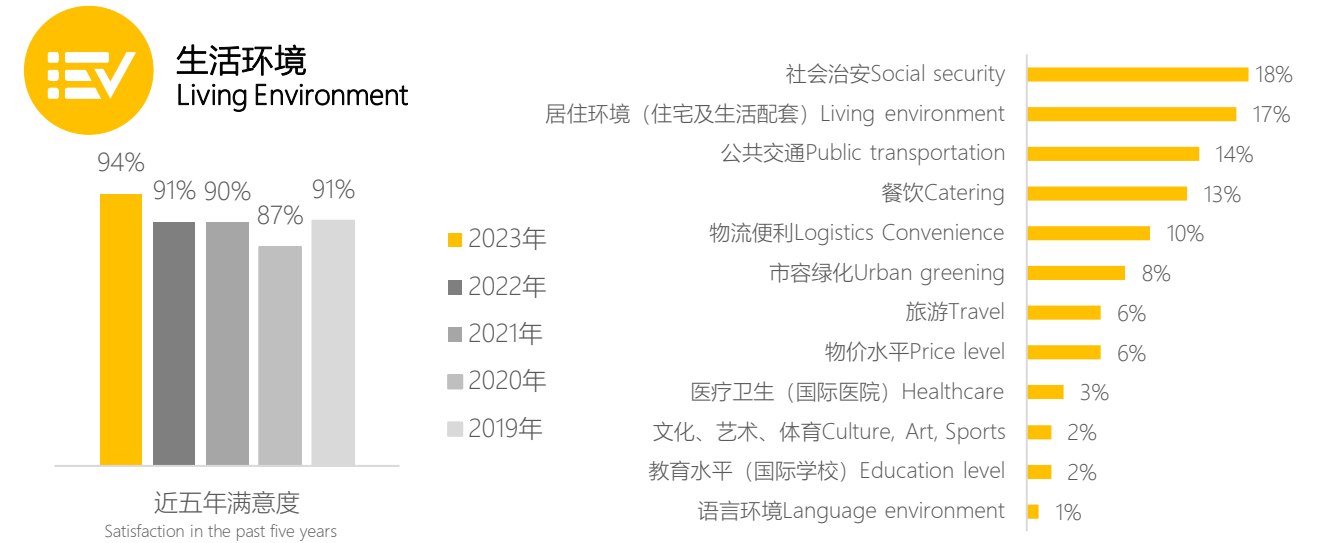 生活环境
Living Environment
94%
91%
90%
87%
91%
近五年满意度
Satisfaction in the past five years
2023年
2022年
2021年
2020年
2019年
社会治安Social security 18%
居住环境（住宅及生活配套）Living environment 17%
公共交通Public transportation 14%
餐饮Catering 13%
物流便利Logistics Convenience 10%
市容绿化Urban greening 8%
旅游Travel 6%
物价水平Price level 6%
医疗卫生（国际医院）Healthcare 3%
文化、艺术、体育Culture, Art, Sports 2%
教育水平（国际学校）Education level 2%
语言环境Language environment 1%